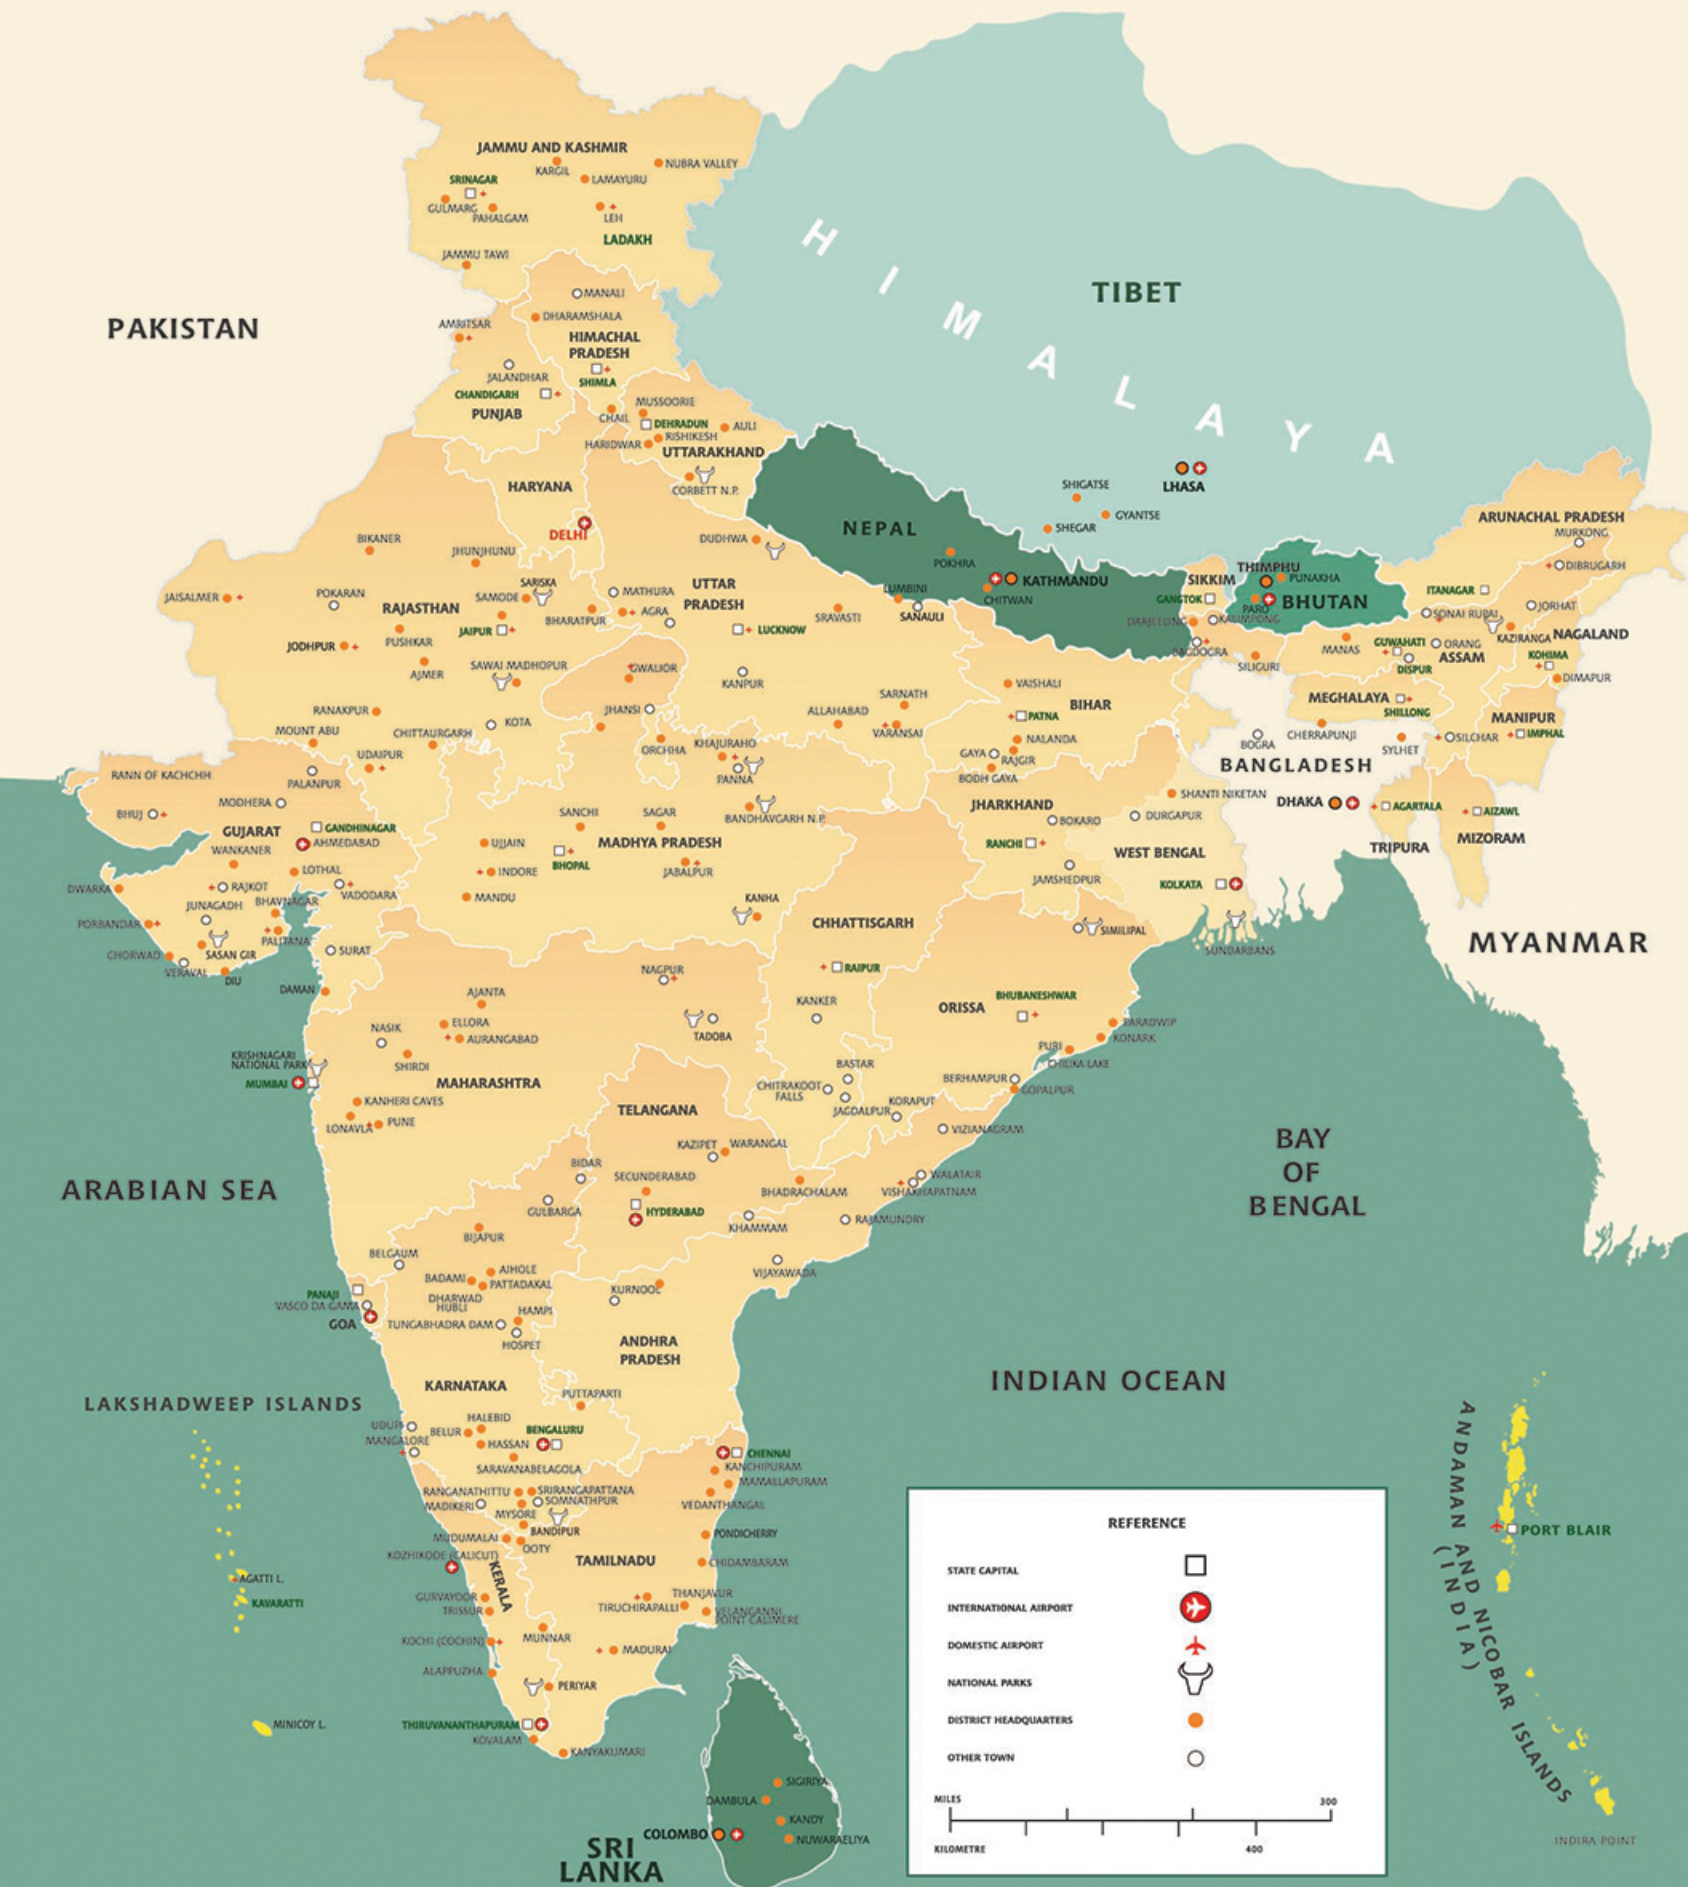 JAMMU AND KASHMIR
KARGIL
NUBRA VALLEY
LAMAYURU
SRINAGAR
GULMARG
PAHALGAM
LEH
LADAKH
JAMMU TAWI
HIMALAYA
TIBET
PAKISTAN
MANALI
DHARAMSHALA
AMRITSAR
HIMACHAL
PRADESH
SHIMLA
JALANDHAR
CHANDIGARH
PUNJAB
CHAIL
MUSSOORIE
DEHRADUN
AULI
RISHIKESH
HARIDWAR
UTTARAKHAND
CORBETT N.P.
HARYANA
DELHI
LHASA
SHIGATSE
GYANTSE
SHEGAR
NEPAL
POKHRA
KATHMANDU
CHITWAN
LUMBINI
SANAULI
DUDHWA
BIKANER
JHUNJHUNU
JAISALMER
POKARAN
RAJASTHAN
SARISKA
SAMODE
MATHURA
UTTAR
PRADESH
AGRA
BHARATPUR
JAIPUR
LUCKNOW
SRAVASTI
JODHPUR
PUSHKAR
AJMER
SAWAI MADHOPUR
GWALIOR
KANPUR
RANAKPUR
MOUNT ABU
CHITTAURGARH
KOTA
JHANSI
ORCHHA
KHAJURAHO
PANNA
ALLAHABAD
SARNATH
VARANSAI
UDAIPUR
SIKKIM
GANGTOK
DARJEELING
KALIMPONG
BAGDOGRA
SILIGURI
THIMPHU
PUNAKHA
PARO
BHUTAN
ARUNACHAL PRADESH
MURKONG
DIBRUGARH
ITANAGAR
JORHAT
SONAI RUPAI
KAZIRANGA
NAGALAND
MANAS
GUWAHATI
ORANG
ASSAM
DISPUR
KOHIMA
DIMAPUR
MEGHALAYA
SHILLONG
CHERRAPUNJI
MANIPUR
IMPHAL
SILCHAR
SYLHET
BOGRA
BANGLADESH
DHAKA
AGARTALA
AIZAWL
TRIPURA
MIZORAM
MYANMAR
VAISHALI
BIHAR
PATNA
NALANDA
GAYA
RAJGIR
BODH GAYA
JHARKHAND
BOKARO
RANCHI
JAMSHEDPUR
SHANTI NIKETAN
DURGAPUR
WEST BENGAL
KOLKATA
SUNDARBANS
RANN OF KACHCHH
PALANPUR
MODHERA
BHUJ
GUJARAT
GANDHINAGAR
AHMEDABAD
WANKANER
LOTHAL
DWARKA
RAJKOT
VADODARA
JUNAGADH
BHAVNAGAR
PORBANDAR
PALITANA
SASAN GIR
CHORWAD
VERAVAL
DIU
SURAT
DAMAN
SANCHI
SAGAR
BANDHAVGARH N.P.
UJJAIN
MADHYA PRADESH
BHOPAL
INDORE
JABALPUR
MANDU
KANHA
CHHATTISGARH
RAIPUR
KANKER
BASTAR
CHITRAKOOT
FALLS
JAGDALPUR
SIMILIPAL
ORISSA
BHUBANESHWAR
PARADWIP
KONARK
PURI
CHILIKA LAKE
BERHAMPUR
GOPALPUR
KORAPUT
VIZIANAGRAM
WALATAIR
VISHAKHAPATNAM
RAJAMUNDRY
NAGPUR
TADOBA
AJANTA
ELLORA
AURANGABAD
NASIK
SHIRDI
KRISHNAGARI
NATIONAL PARK
MUMBAI
MAHARASHTRA
KANHERI CAVES
LONAVLA
PUNE
TELANGANA
KAZIPET
WARANGAL
BIDAR
SECUNDERABAD
BHADRACHALAM
GULBARGA
HYDERABAD
KHAMMAM
VIJAYAWADA
BIJAPUR
BELGAUM
BADAMI
AIHOLE
PATTADAKAL
DHARWAD
HUBLI
HAMPI
TUNGABHADRA DAM
HOSPET
KURNOOL
PANAJI
VASCO DA GAMA
GOA
ANDHRA
PRADESH
KARNATAKA
PUTTAPARTI
ARABIAN SEA
BAY
OF
BENGAL
INDIAN OCEAN
LAKSHADWEEP ISLANDS
AGATTI L.
KAVARATTI
MINICOY L.
UDUPI
MANGALORE
HALEBID
BELUR
HASSAN
BENGALURU
SARAVANABELAGOLA
CHENNAI
KANCHIPURAM
MAMALLAPURAM
VEDANTHANGAL
RANGANATHITTU
SRIRANGAPATTANA
MADIKERI
SOMNATHPUR
MYSORE
BANDIPUR
MUDUMALAI
OOTY
PONDICHERRY
KOZHIKODE (CALICUT)
TAMILNADU
CHIDAMBARAM
KERALA
GURVAYOOR
TRISSUR
THANJAVUR
TIRUCHIRAPALLI
VELANGANNI
POINT CALIMERE
KOCHI (COCHIN)
MUNNAR
MADURAI
ALAPPUZHA
PERIYAR
THIRUVANANTHAPURAM
KOVALAM
KANYAKUMARI
SIGIRIYA
DAMBULA
KANDY
COLOMBO
NUWARAELIYA
SRI
LANKA
ANDAMAN AND NICOBAR ISLANDS
(INDIA)
PORT BLAIR
INDIRA POINT
REFERENCE
STATE CAPITAL
INTERNATIONAL AIRPORT
DOMESTIC AIRPORT
NATIONAL PARKS
DISTRICT HEADQUARTERS
OTHER TOWN
MILES
300
KILOMETRE
400